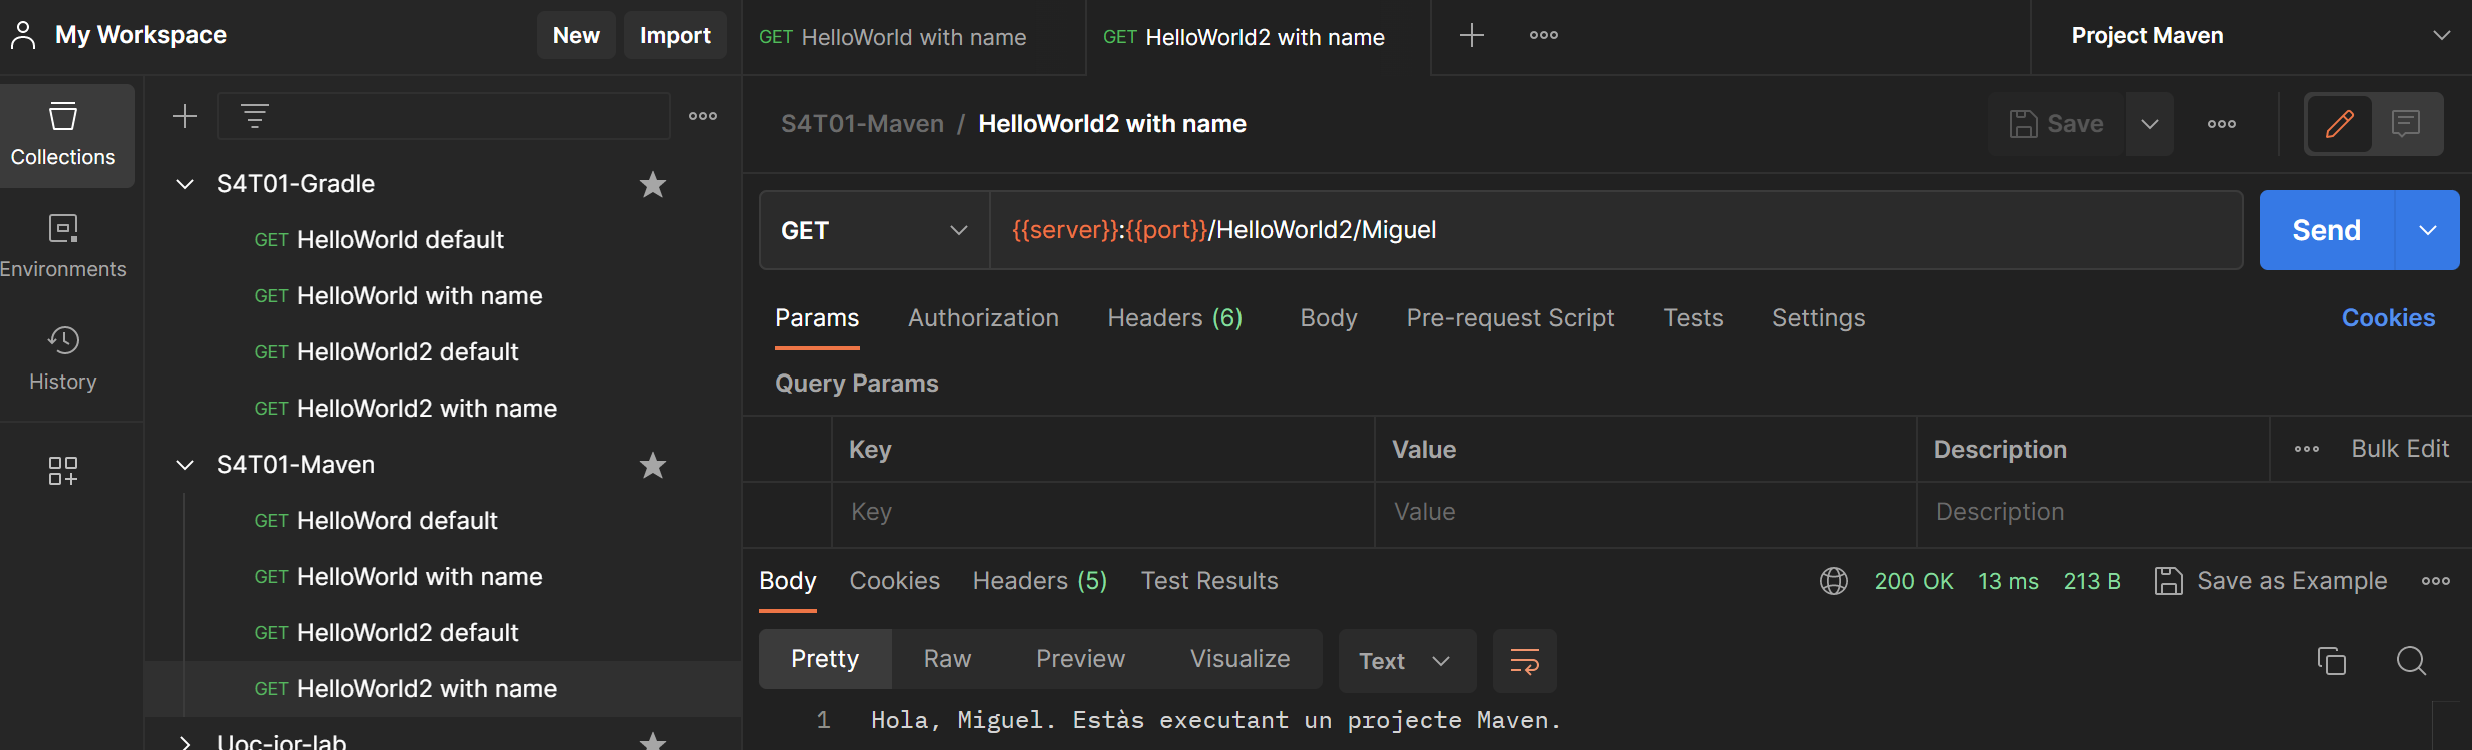 My Workspace
New
Import
GET HelloWorld with name
GET HelloWorld2 with name
Project Maven
Collections
Environments
History
S4T01-Gradle
GET HelloWorld default
GET HelloWorld with name
GET HelloWorld2 default
GET HelloWorld2 with name
S4T01-Maven
GET HelloWord default
GET HelloWorld with name
GET HelloWorld2 default
GET HelloWorld2 with name
Uoc-ior-lab
S4T01-Maven / HelloWorld2 with name
Save
GET
{{server}}:{{port}}/HelloWorld2/Miguel
Send
Params
Authorization
Headers (6)
Body
Pre-request Script
Tests
Settings
Cookies
Query Params
Key
Value
Description
Bulk Edit
Key
Value
Description
Body
Cookies
Headers (5)
Test Results
200 OK
13 ms
213 B
Save as Example
Pretty
Raw
Preview
Visualize
Text
1 Hola, Miguel. Estàs executant un projecte Maven.